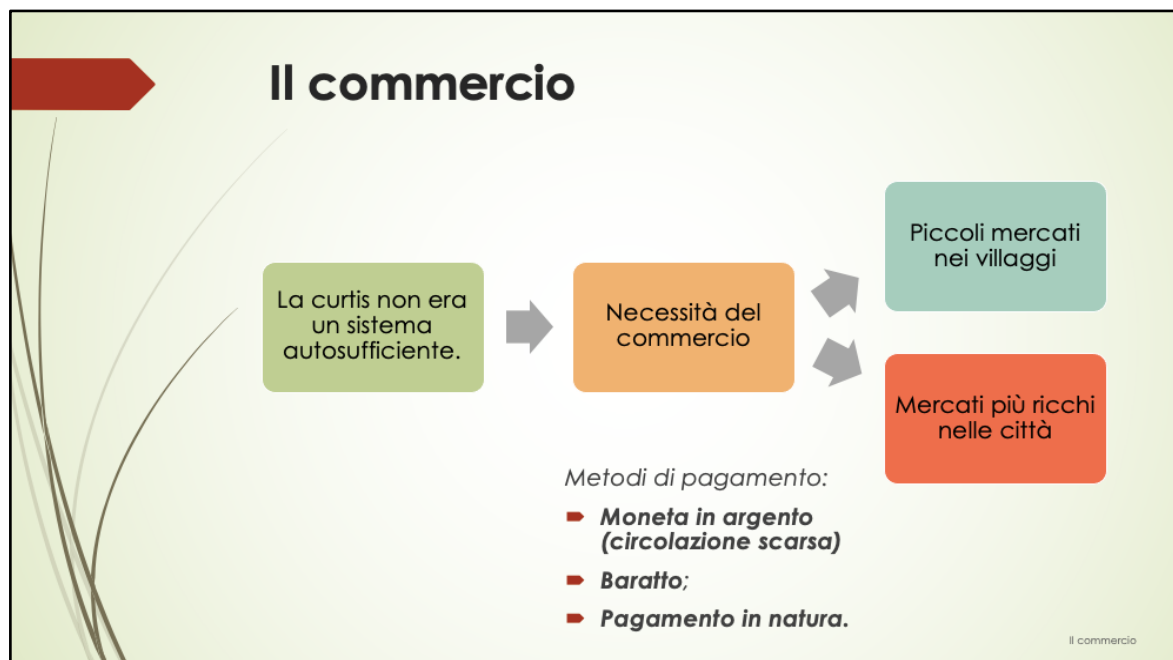 Il commercio
La curtis non era
un sistema
autosufficiente.
Necessità del
commercio
Piccoli mercati
nei villaggi
Mercati più ricchi
nelle città
Metodi di pagamento:
Moneta in argento
(circolazione scarsa)
Baratto;
Pagamento in natura.
Il commercio